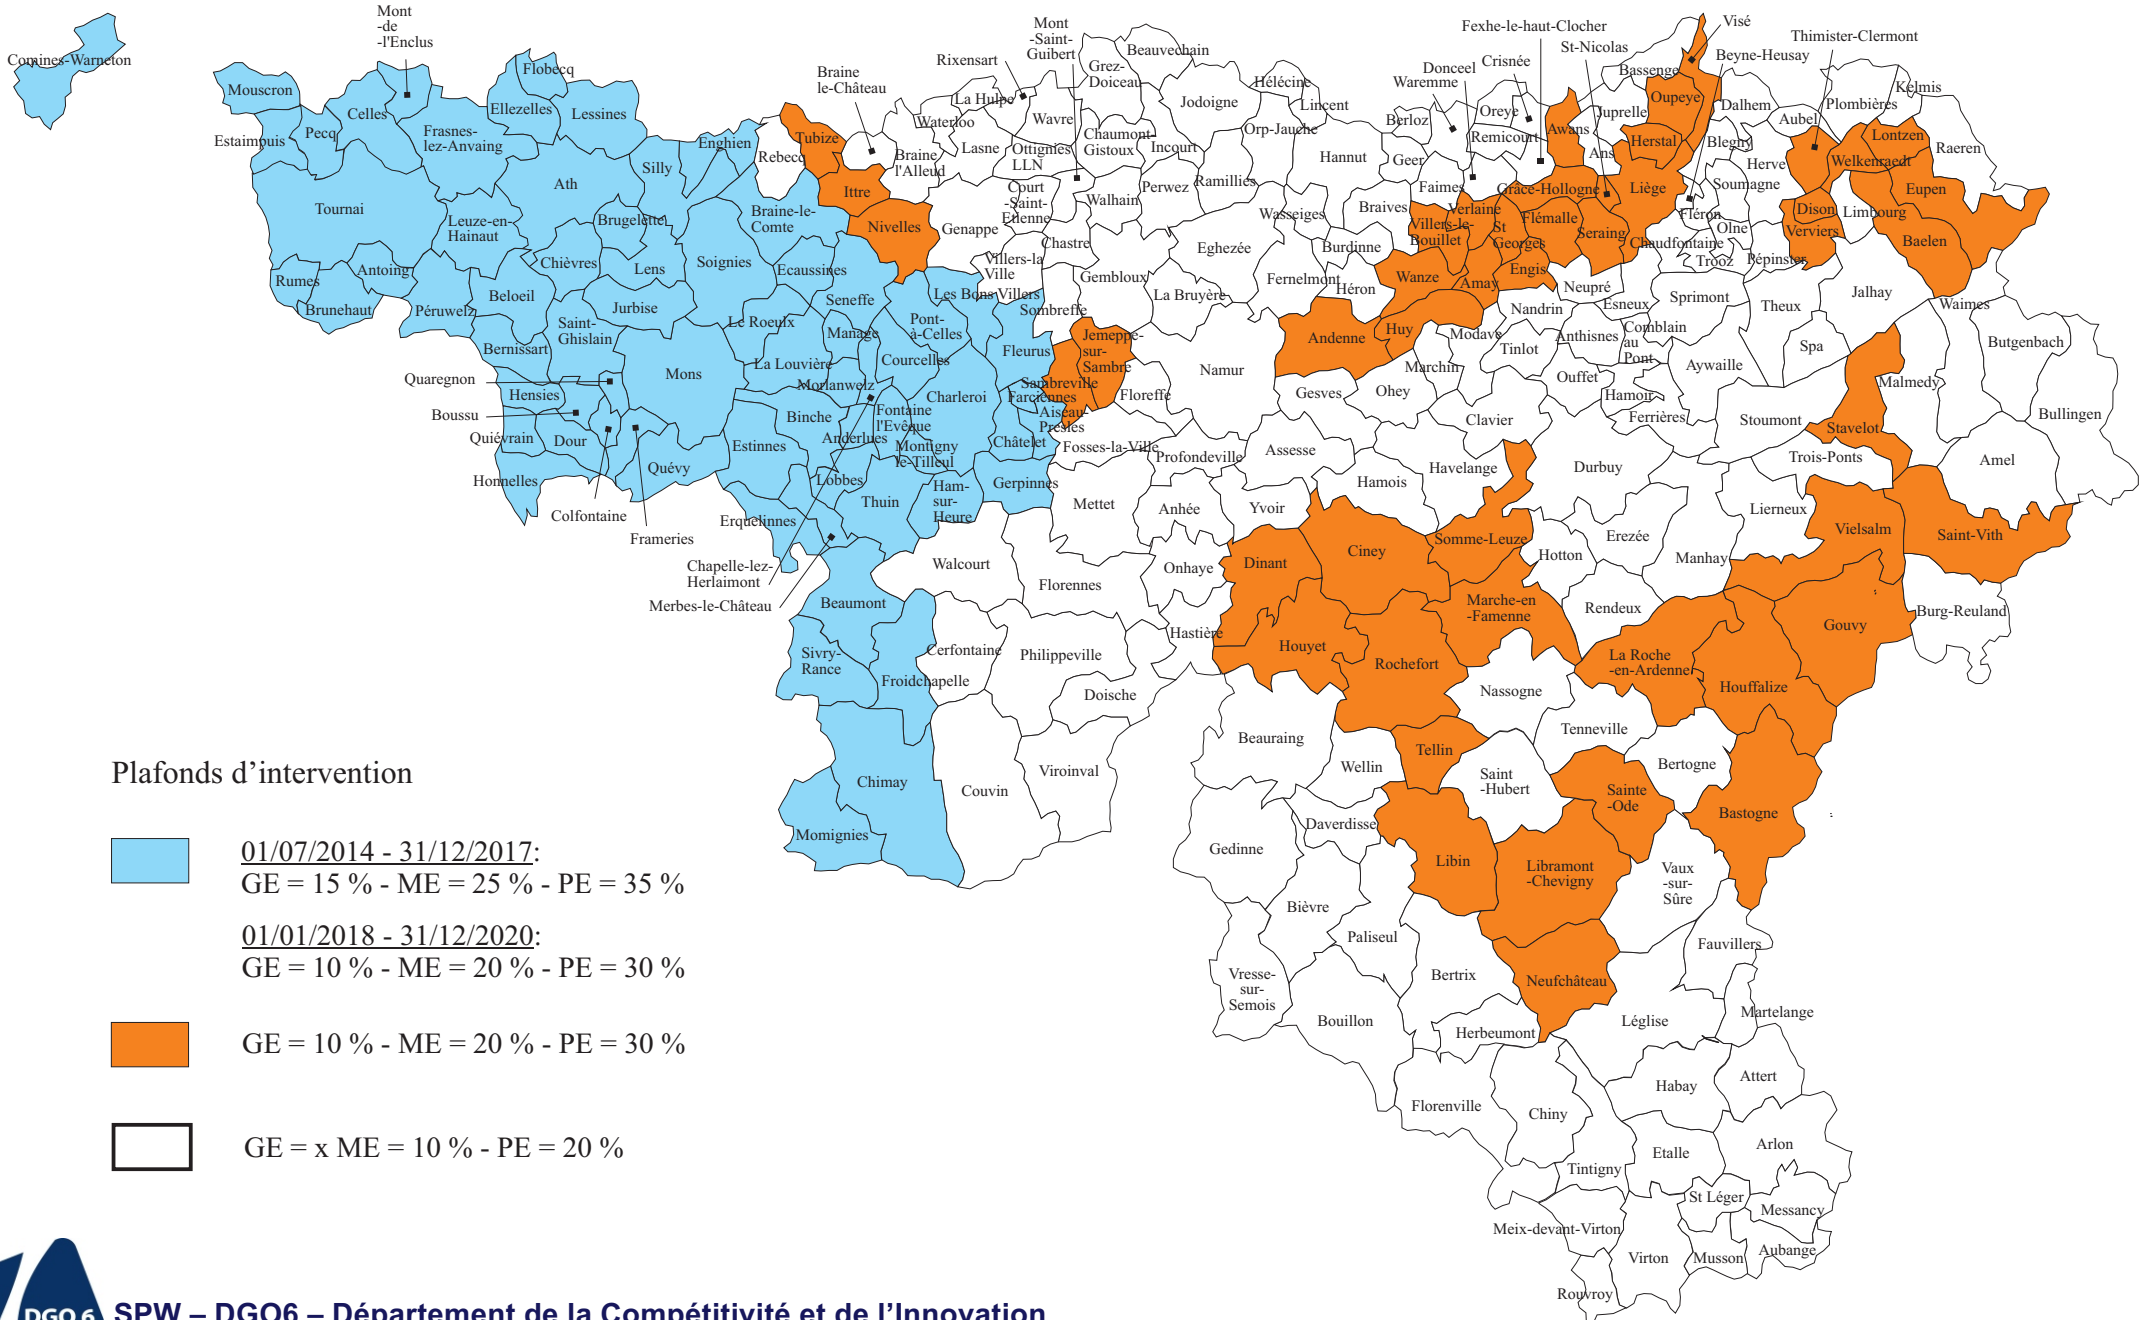 Comines-Warneton
Mont
-de
-l'Enclus
Mouscron
Estaimpuis
Pecq
Celles
Flobecq
Ellezelles
Lessines
Frasnes-
lez-Anvaing
Tournai
Ath
Silly
Enghien
Rebecq
Tubize
Braine
le-Château
Ittre
Nivelles
Leuze-en-
Hainaut
Brugelette
Braine-le-
Comte
Rumes
Antoing
Brunehaut
Péruwelz
Beloeil
Chièvres
Lens
Soignies
Ecaussines
Jurbise
Seneffe
Saint-
Ghislain
Le Roeulx
Manage
Les Bons Villers
Pont-
à-Celles
Bernissart
Quaregnon
Mons
La Louvière
Morlanwelz
Courcelles
Fleurus
Sombreffe
Hensies
Boussu
Binche
Charleroi
Fontaine
l'Evêque
Sambreville
Farciennes
Aiseau-
Presles
Quiévrain
Dour
Estinnes
Anderlues
Montigny
le-Tilleul
Châtelet
Honnelles
Quévy
Lobbes
Thuin
Ham-
sur-
Heure
Gerpinnes
Colfontaine
Frameries
Erquelinnes
Chapelle-lez-
Herlaimont
Merbes-le-Château
Beaumont
Sivry-
Rance
Froidchapelle
Chimay
Momignies
Rixensart
Mont
-Saint-
Guibert
Beauvechain
Grez-
Doiceau
La Hulpe
Waterloo
Wavre
Jodoigne
Hélécine
Lincent
Lasne
Ottignies
LLN
Chaumont-
Gistoux
Incourt
Orp-Jauche
Braine
l'Alleud
Court
-Saint-
Etienne
Walhain
Perwez
Ramillies
Hannut
Genappe
Chastre
Villers-la
Ville
Gembloux
Eghezée
Wasseiges
Burdinne
Braives
La Bruyère
Fernelmont
Héron
Jemeppe-
sur-
Sambre
Floreffe
Namur
Andenne
Gesves
Ohey
Fosses-la-Ville
Profondeville
Assesse
Mettet
Anhée
Yvoir
Hamois
Havelange
Walcourt
Florennes
Onhaye
Dinant
Ciney
Somme-Leuze
Cerfontaine
Philippeville
Hastière
Houyet
Rochefort
Doische
Couvin
Viroinval
Beauraing
Gedinne
Bièvre
Vresse-
sur-
Semois
Fexhe-le-haut-Clocher
St-Nicolas
Visé
Thimister-Clermont
Beyne-Heusay
Donceel
Waremme
Crisnée
Bassenge
Oupeye
Dalhem
Plombières
Kelmis
Berloz
Oreye
Remicourt
Awans
Juprelle
Aubel
Lontzen
Geer
Ans
Herstal
Blegny
Herve
Welkenraedt
Raeren
Faimes
Grâce-Hollogne
Liège
Soumagne
Eupen
Verlaine
Villers-le-
Bouillet
St
Georges
Flémalle
Seraing
Fléron
Olne
Dison
Verviers
Limbourg
Baelen
Chaudfontaine
Trooz
Pépinster
Wanze
Amay
Engis
Neupré
Esneux
Sprimont
Theux
Jalhay
Waimes
Huy
Modave
Nandrin
Tinlot
Anthisnes
Comblain
au
Pont
Spa
Butgenbach
Marchin
Ouffet
Hamoir
Aywaille
Malmedy
Bullingen
Clavier
Ferrières
Stoumont
Stavelot
Trois-Ponts
Amel
Durbuy
Lierneux
Vielsalm
Saint-Vith
Hotton
Erezée
Manhay
Rendeux
Gouvy
Burg-Reuland
Marche-en
-Famenne
La Roche
-en-Ardenne
Houffalize
Nassogne
Tenneville
Tellin
Wellin
Saint
-Hubert
Bertogne
Sainte
-Ode
Bastogne
Daverdisse
Libin
Libramont
-Chevigny
Vaux
-sur-
Sûre
Paliseul
Fauvillers
Bertrix
Neufchâteau
Bouillon
Herbeumont
Léglise
Martelange
Florenville
Chiny
Habay
Attert
Etalle
Arlon
Tintigny
St Léger
Messancy
Meix-devant-Virton
Virton
Musson
Aubange
Rouvroy
Plafonds d’intervention
01/07/2014 - 31/12/2017:
GE = 15 % - ME = 25 % - PE = 35 %
01/01/2018 - 31/12/2020:
GE = 10 % - ME = 20 % - PE = 30 %
GE = 10 % - ME = 20 % - PE = 30 %
GE = x ME = 10 % - PE = 20 %
DGO 6
SPW – DGO6 – Département de la Compétitivité et de l’Innovation